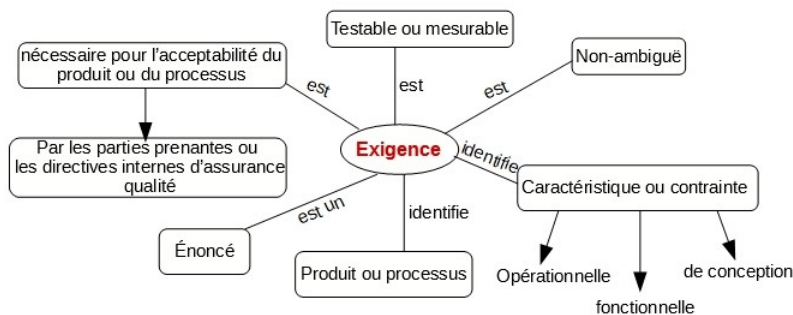 Testable ou mesurable
nécessaire pour l'acceptabilité du
produit ou du processus
Non-ambiguë
est
est
est
Par les parties prenantes ou
les directives internes d'assurance
qualité
Exigence
identifie
Caractéristique ou contrainte
est un
identifie
Énoncé
Produit ou processus
Opérationnelle
de conception
fonctionnelle